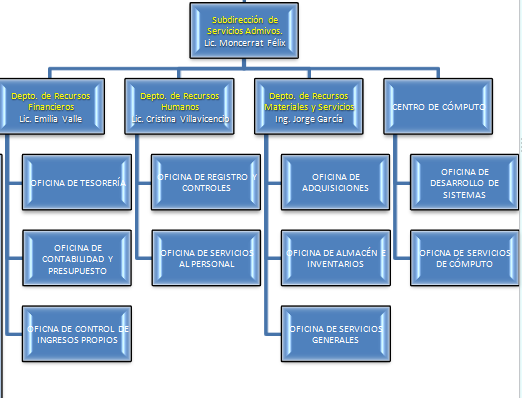 Subdirección de
Servicios Admivos.
Lic. Moncerrat Félix
Depto. de Recursos
Financieros
Lic. Emilia Valle
Depto. de Recursos
Humanos
Lic. Cristina Villavicencio
Depto. de Recursos
Materiales y Servicios
Ing. Jorge García
CENTRO DE CÓMPUTO
OFICINA DE TESORERÍA
OFICINA DE REGISTRO Y
CONTROLES
OFICINA DE
ADQUISICIONES
OFICINA DE
DESARROLLO DE
SISTEMAS
OFICINA DE
CONTABILIDAD Y
PRESUPUESTO
OFICINA DE SERVICIOS
AL PERSONAL
OFICINA DE ALMACÉN E
INVENTARIOS
OFICNA DE SERVICIOS
DE CÓMPUTO
OFICNA DE CONTROL DE
INGRESOS PROPIOS
OFICINA DE SERVICIOS
GENERALES